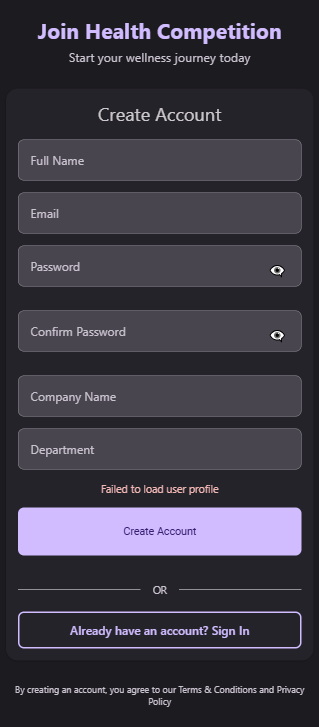 Join Health Competition
Start your wellness journey today
Create Account
Full Name
Email
Password
Confirm Password
Company Name
Department
Failed to load user profile
Create Account
OR
Already have an account? Sign In
By creating an account, you agree to our Terms & Conditions and Privacy
Policy